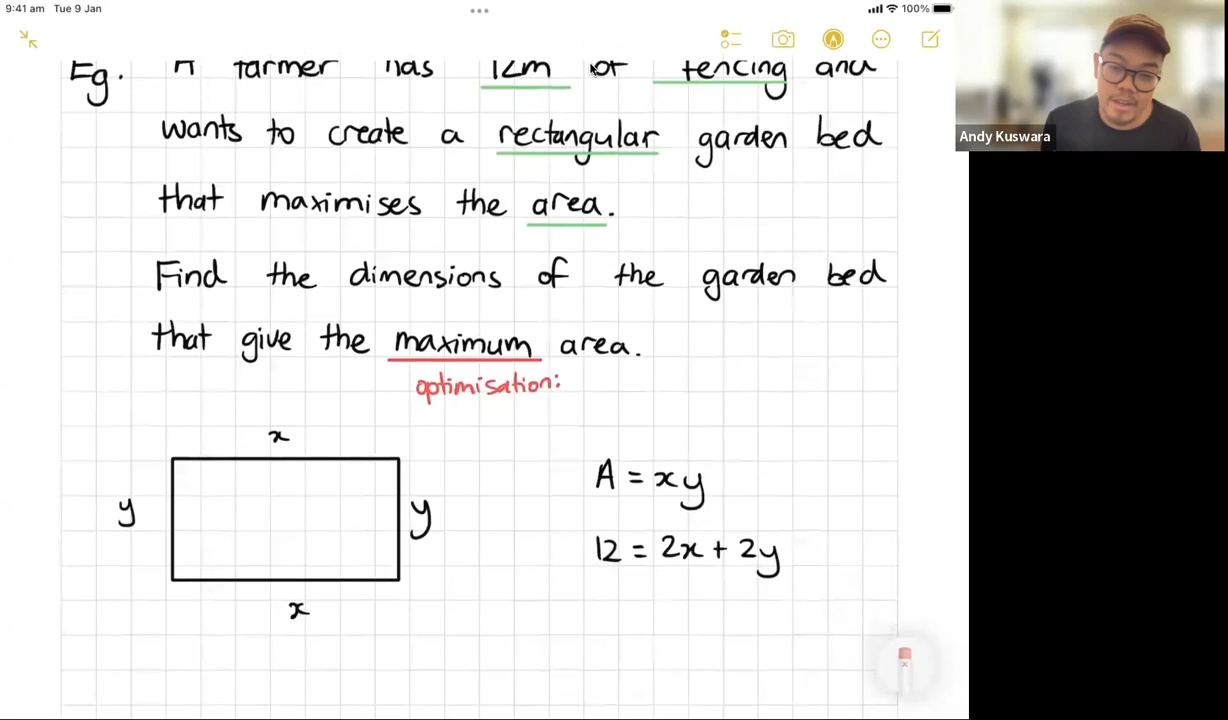 9:41 am Tue 9 Jan
100%
Eg. A farmer has 12m of fencing and
wants to create a rectangular garden bed
that maximises the area.
Find the dimensions of the garden bed
that give the maximum area.
optimisation:
x
y
y
x
A = xy
12 = 2x + 2y
x
Andy Kuswara